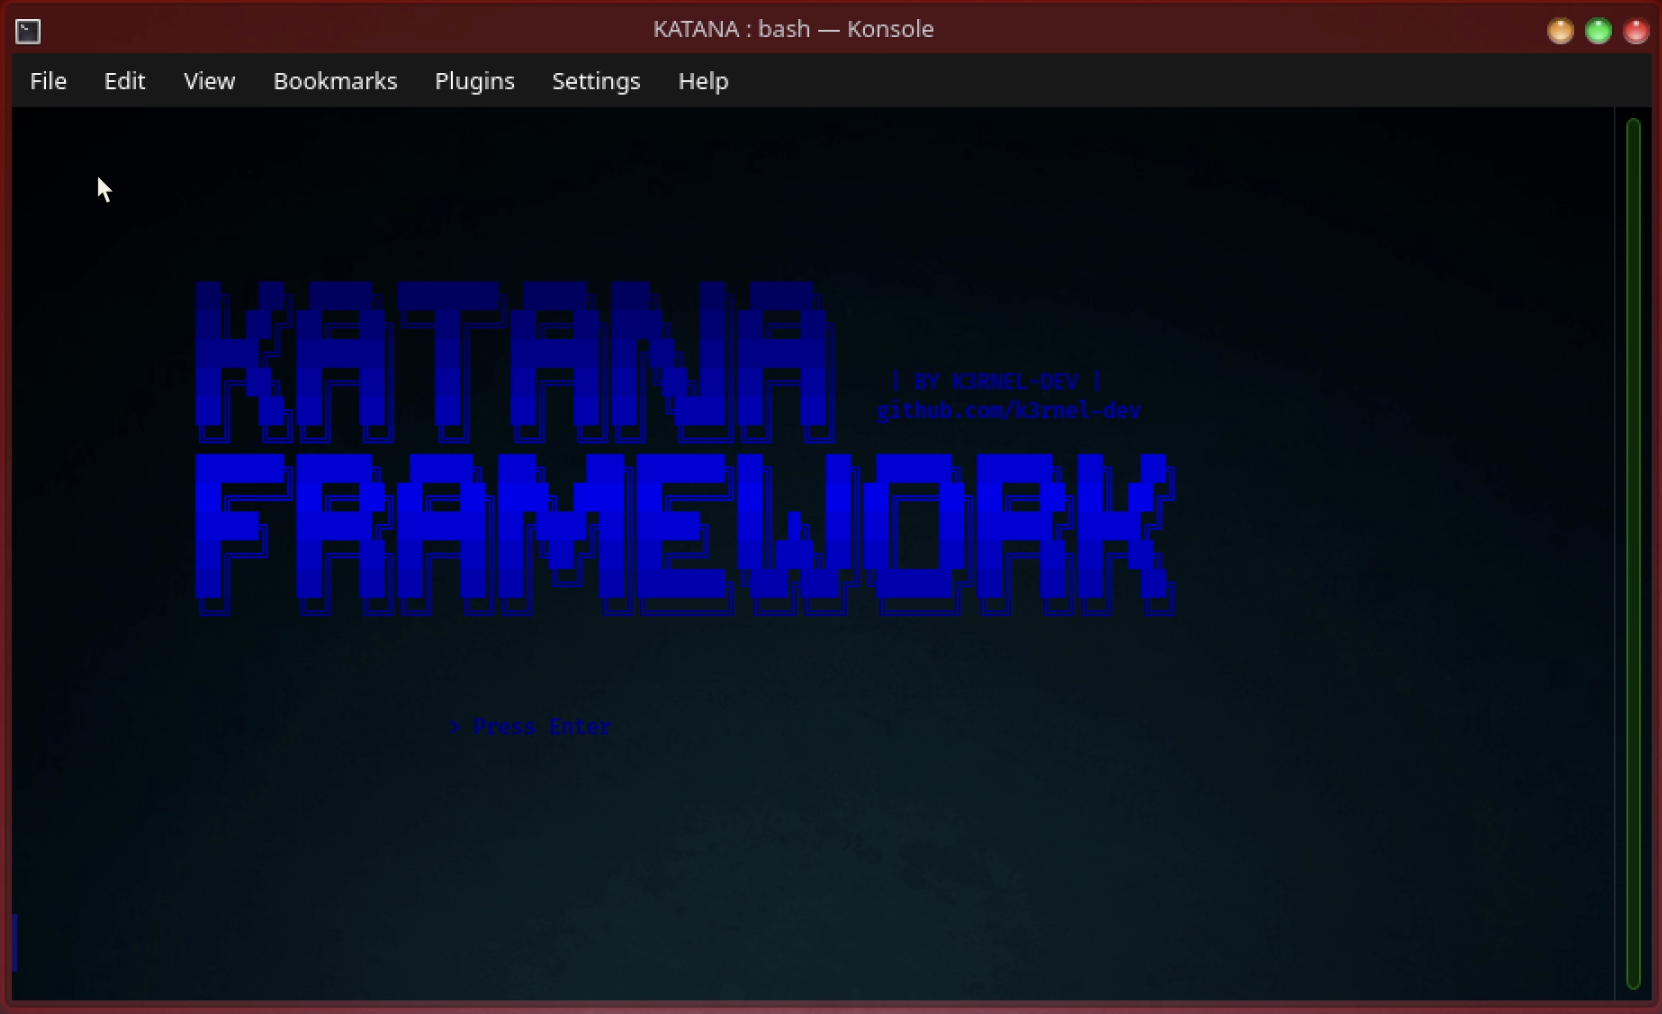 KATANA : bash — Konsole
File Edit View Bookmarks Plugins Settings Help
KATANA
| BY K3RNEL-DEV |
github.com/k3rnel-dev
FRAMEWORK
> Press Enter